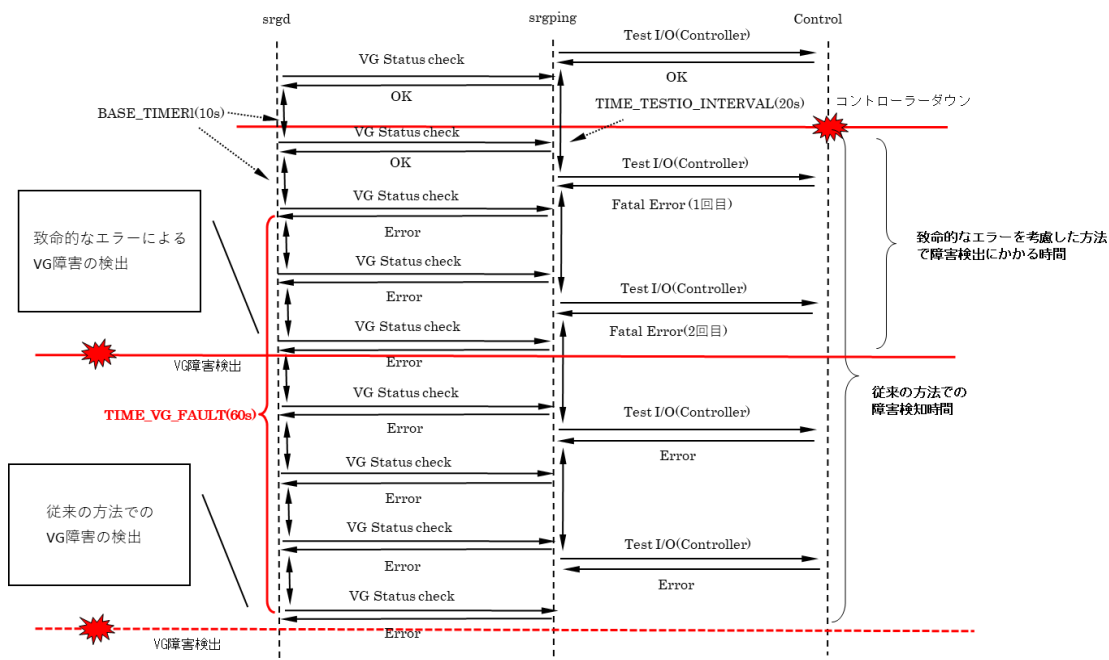 srgd
srgping
Control
Test I/O(Controller)
VG Status check
OK
OK
BASE_TIMERl(10s)
TIME_TESTIO_INTERVAL(20s)
コントローラーダウン
VG Status check
OK
Test I/O(Controller)
VG Status check
Fatal Error (1回目)
Error
致命的なエラーによる
VG障害の検出
致命的なエラーを考慮した方法
で障害検出にかかる時間
VG Status check
Error
Test I/O(Controller)
VG Status check
Fatal Error(2回目)
Error
VG障害検出
VG Status check
従来の方法での
障害検知時間
TIME_VG_FAULT(60s)
Error
Test I/O(Controller)
Error
VG Status check
Error
従来の方法での
VG障害の検出
VG Status check
Test I/O(Controller)
Error
Error
VG Status check
Error
VG障害検出